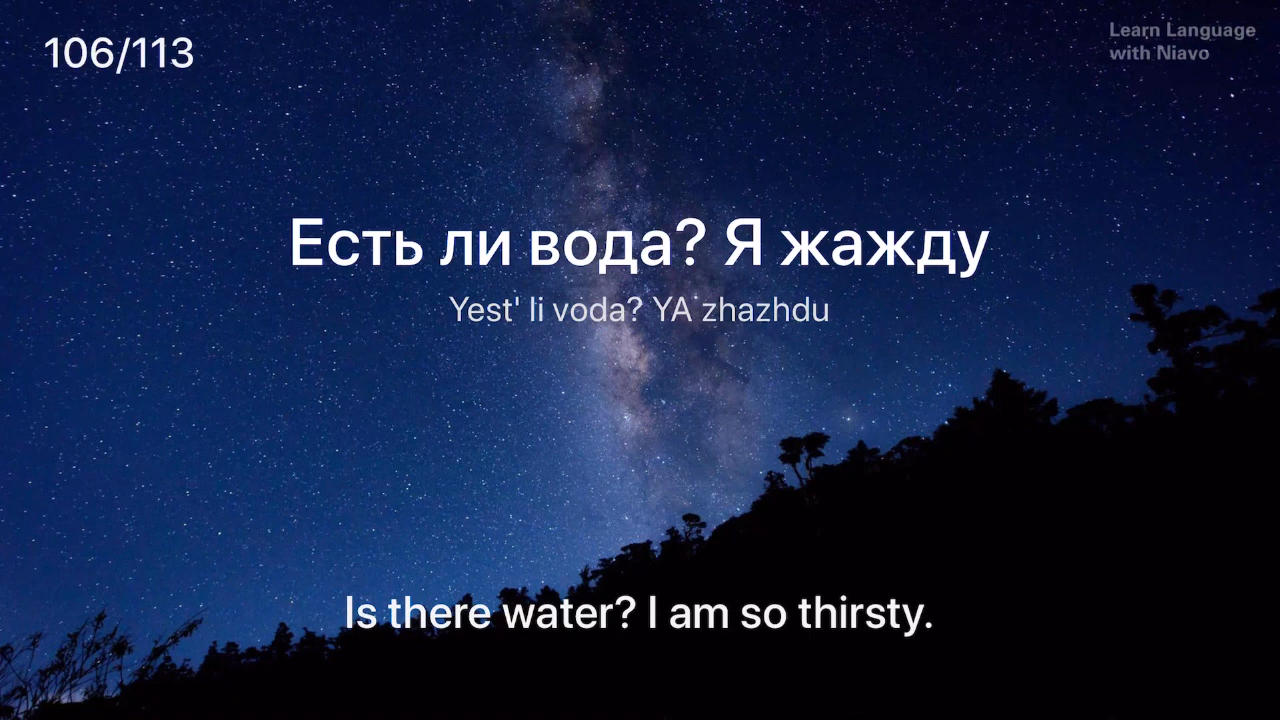 106/113
Learn Language
with Niavo
Есть ли вода? Я жажду
Yest' li voda? YA zhazhdu
Is there water? I am so thirsty.